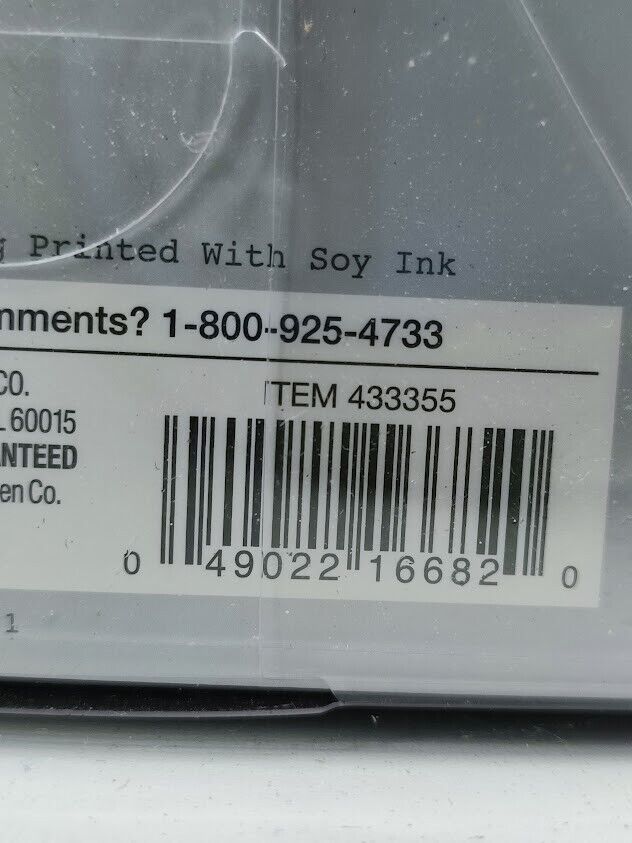 Printed With Soy Ink
mments? 1-800-925-4733
CO.
ITEM 433355
L 60015
ANTEED
en Co.
0 49022 16682 0
1